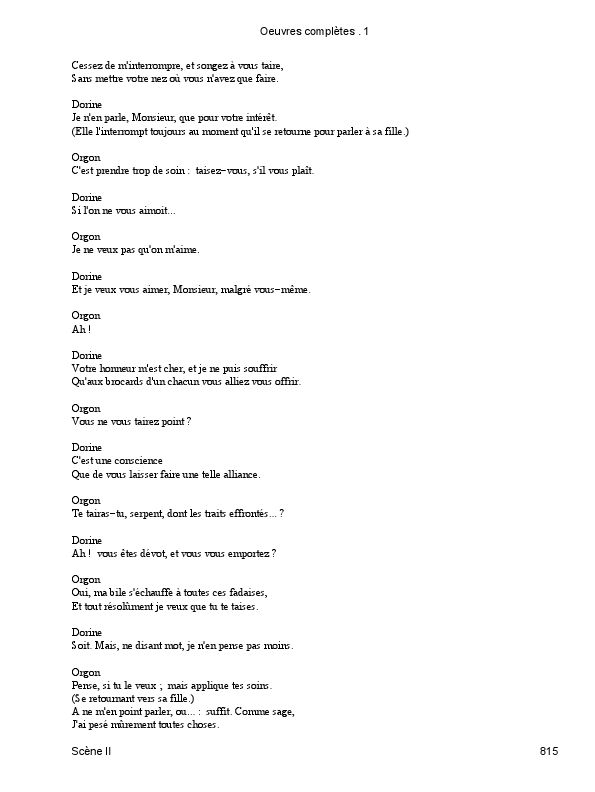 Oeuvres complètes . 1
Cessez de m'interrompre, et songez à vous taire,
Sans mettre votre nez où vous n'avez que faire.
Dorine
Je n'en parle, Monsieur, que pour votre intérêt.
(Elle l'interrompt toujours au moment qu'il se retourne pour parler à sa fille.)
Orgon
C'est prendre trop de soin : taisez-vous, s'il vous plaît.
Dorine
Si l'on ne vous aimoit...
Orgon
Je ne veux pas qu'on m'aime.
Dorine
Et je veux vous aimer, Monsieur, malgré vous-même.
Orgon
Ah !
Dorine
Votre honneur m'est cher, et je ne puis souffrir
Qu'aux brocards d'un chacun vous alliez vous offrir.
Orgon
Vous ne vous tairez point ?
Dorine
C'est une conscience
Que de vous laisser faire une telle alliance.
Orgon
Te tairas-tu, serpent, dont les traits effrontés... ?
Dorine
Ah ! vous êtes dévot, et vous vous emportez ?
Orgon
Oui, ma bile s'échauffe à toutes ces fadaises,
Et tout résolûment je veux que tu te taises.
Dorine
Soit. Mais, ne disant mot, je n'en pense pas moins.
Orgon
Pense, si tu le veux ; mais applique tes soins.
(Se retournant vers sa fille.)
A ne m'en point parler, ou... : suffit. Comme sage,
J'ai pesé mûrement toutes choses.
Scène II 815